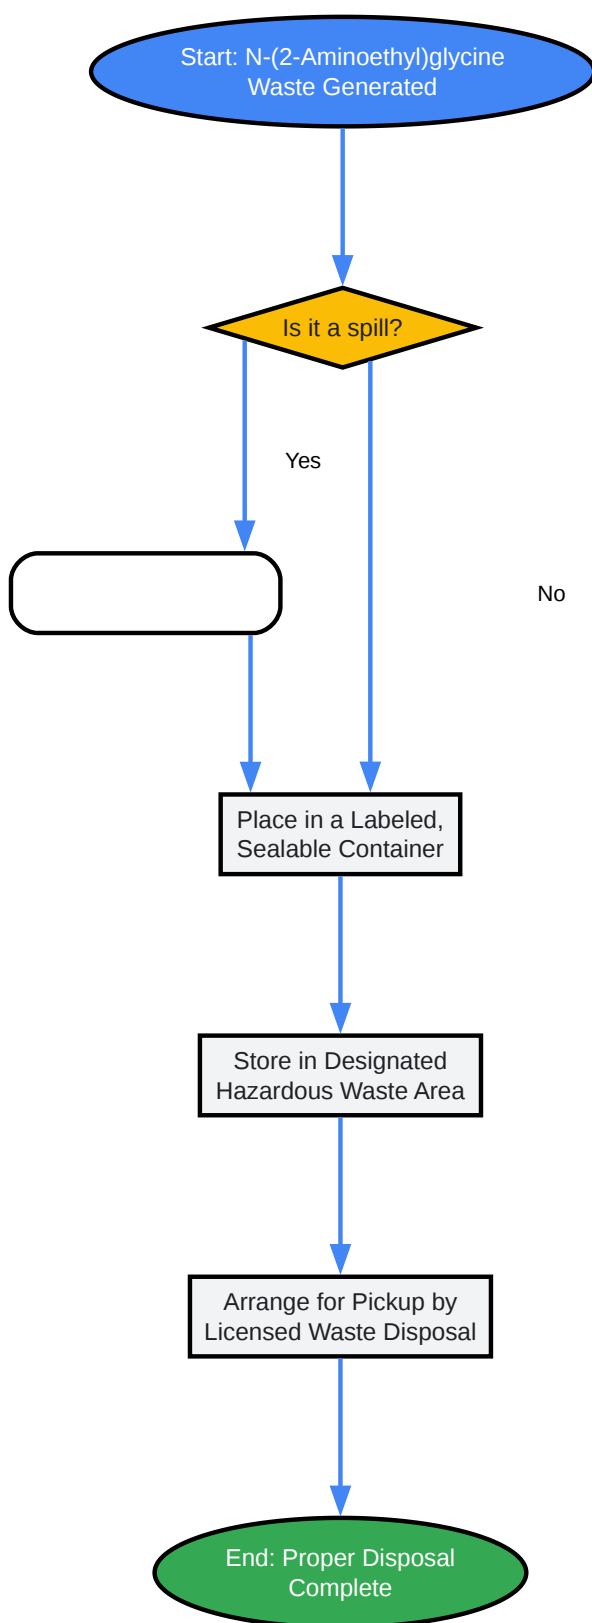 Start: N-(2-Aminoethyl)glycine
Waste Generated
Is it a spill?
Yes
No
Place in a Labeled,
Sealable Container
Store in Designated
Hazardous Waste Area
Arrange for Pickup by
Licensed Waste Disposal
End: Proper Disposal
Complete